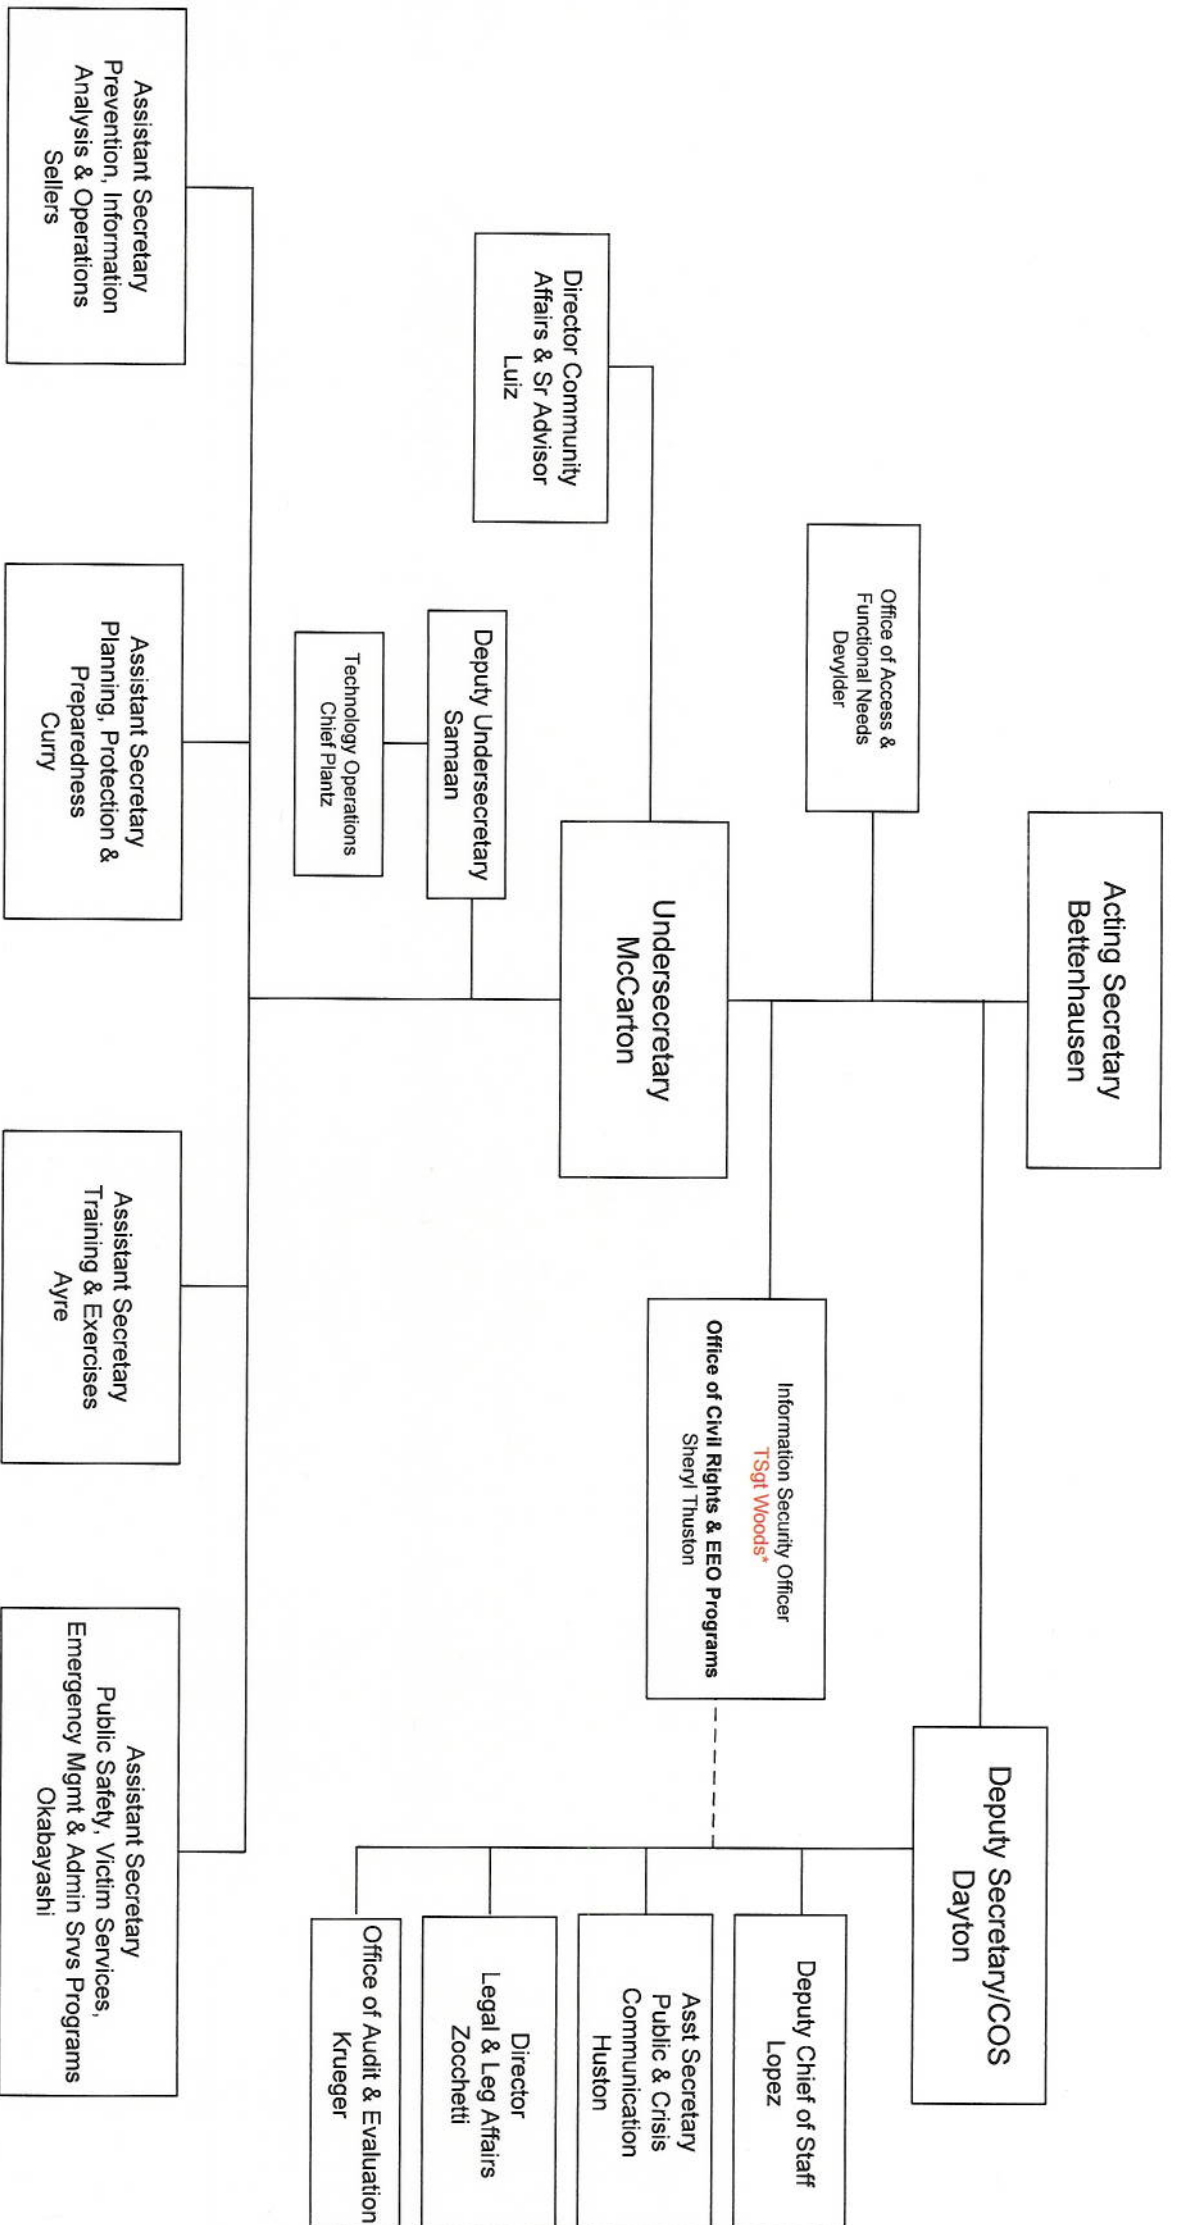 Acting Secretary
Bettenhausen
Deputy Secretary/COS
Dayton
Office of Access &
Functional Needs
Devylder
Information Security Officer
TSgt Woods*
Office of Civil Rights & EEO Programs
Sheryl Thuston
Deputy Chief of Staff
Lopez
Undersecretary
McCarton
Asst Secretary
Public & Crisis
Communication
Huston
Director Community
Affairs & Sr Advisor
Luiz
Director
Legal & Leg Affairs
Zocchetti
Deputy Undersecretary
Samaan
Office of Audit & Evaluation
Krueger
Technology Operations
Chief Plantz
Assistant Secretary
Prevention, Information
Analysis & Operations
Sellers
Assistant Secretary
Planning, Protection &
Preparedness
Curry
Assistant Secretary
Training & Exercises
Ayre
Assistant Secretary
Public Safety, Victim Services,
Emergency Mgmt & Admin Srvs Programs
Okabayashi